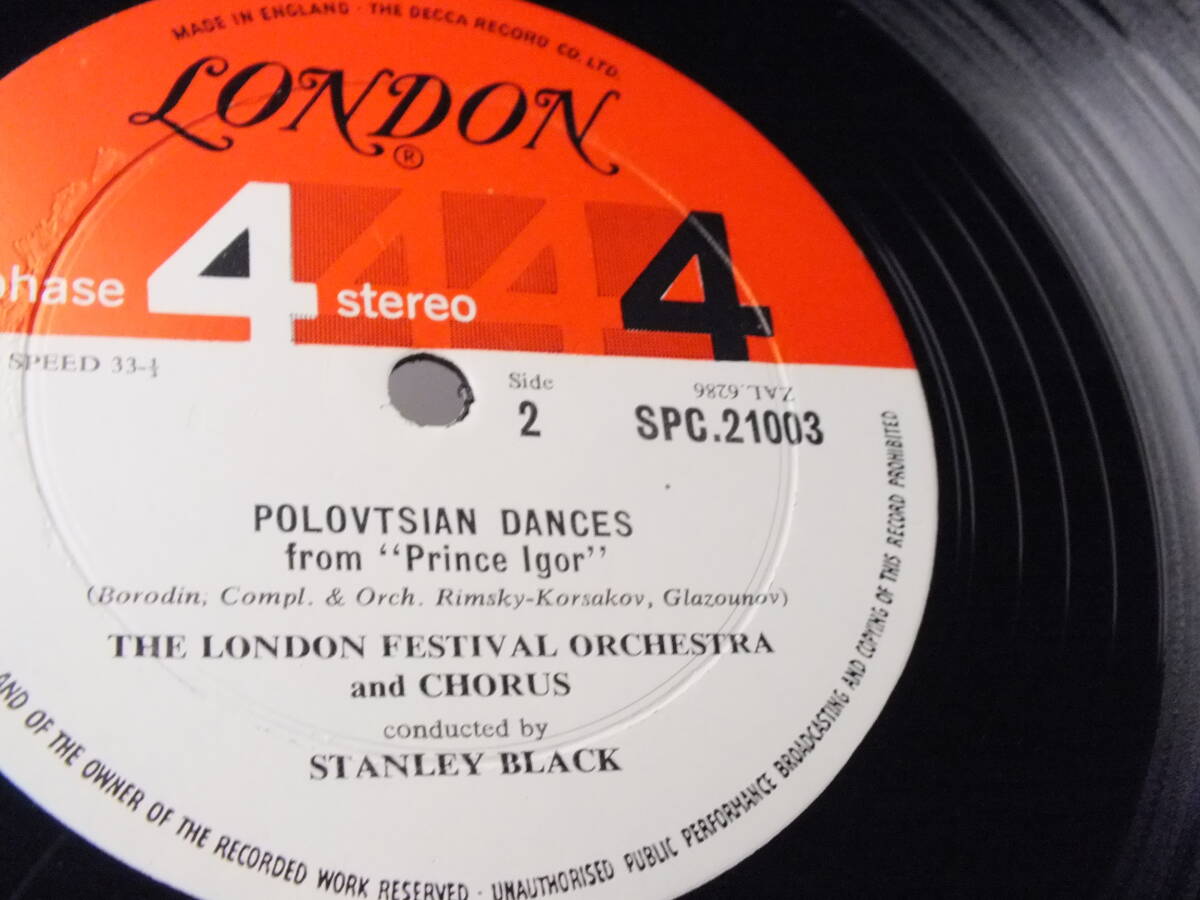 MADE IN ENGLAND · THE DECCA RECORD CO. LTD.
LONDON
®
phase 4 stereo 4
SPEED 33-⅓
Side
2
ZAL.6286
SPC.21003
POLOVTSIAN DANCES
from "Prince Igor"
(Borodin, Compl. & Orch. Rimsky-Korsakov, Glazounov)
THE LONDON FESTIVAL ORCHESTRA
and CHORUS
conducted by
STANLEY BLACK
AND OF THE OWNER OF THE RECORDED WORK RESERVED · UNAUTHORISED PUBLIC PERFORMANCE BROADCASTING AND COPYING OF THIS RECORD PROHIBITED